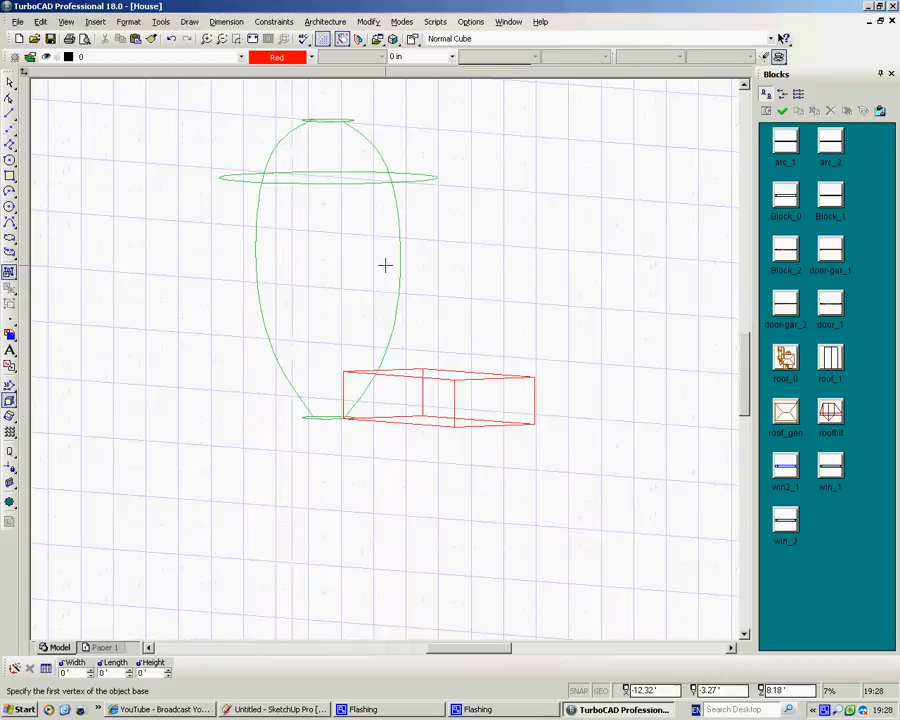 TurboCAD Professional 18.0 - [House]
File Edit View Insert Format Tools Draw Dimension Constraints Architecture Modify Modes Scripts Options Window Help
Normal Cube
0 Red 0 in
Blocks
arc_1 arc_2
Block_0 Block_1
Block_2 door-gar_1
door-gar_2 door_1
roof_0 roof_1
roof_gen roofbit
win2_1 win_1
win_2
Model Paper 1
Width Length Height
0' 0' 0'
Specify the first vertex of the object base
SNAP GEO X -12.32' Y -3.27' Z 8.18' 7% 19:28
Start YouTube - Broadcast Yo... Untitled - SketchUp Pro [... Flashing Flashing TurboCAD Profession... Search Desktop 19:28